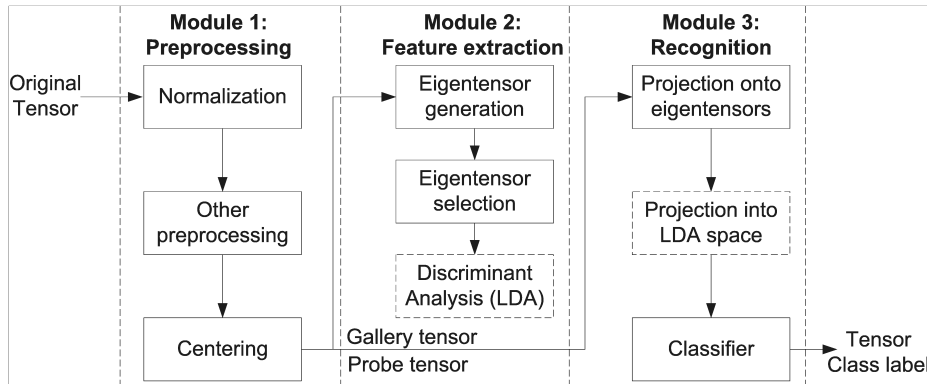 Module 1:
Preprocessing
Module 2:
Feature extraction
Module 3:
Recognition
Original
Tensor
Normalization
Other
preprocessing
Centering
Eigentensor
generation
Eigentensor
selection
Discriminant
Analysis (LDA)
Gallery tensor
Probe tensor
Projection onto
eigentensors
Projection into
LDA space
Classifier
Tensor
Class label